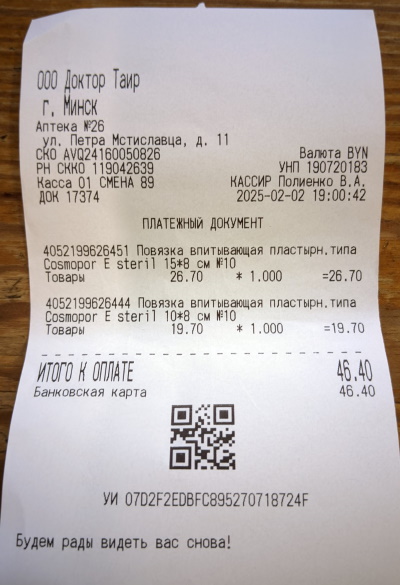 ООО Доктор Таир
г. Минск
Аптека №26
ул. Петра Мстиславца, д. 11
СКО AVQ24160050826 Валюта BYN
РН СККО 119042639 УНП 190720183
Касса 01 СМЕНА 89 КАССИР Полиенко В.А.
ДОК 17374 2025-02-02 19:00:42
ПЛАТЕЖНЫЙ ДОКУМЕНТ
4052199626451 Повязка впитывающая пластырн.типа
Cosmopor E steril 15*8 см №10
Товары 26.70 * 1.000 =26.70
4052199626444 Повязка впитывающая пластырн.типа
Cosmopor E steril 10*8 см №10
Товары 19.70 * 1.000 =19.70
ИТОГО К ОПЛАТЕ 46.40
Банковская карта 46.40
УИ 07D2F2EDBFC895270718724F
Будем рады видеть вас снова!